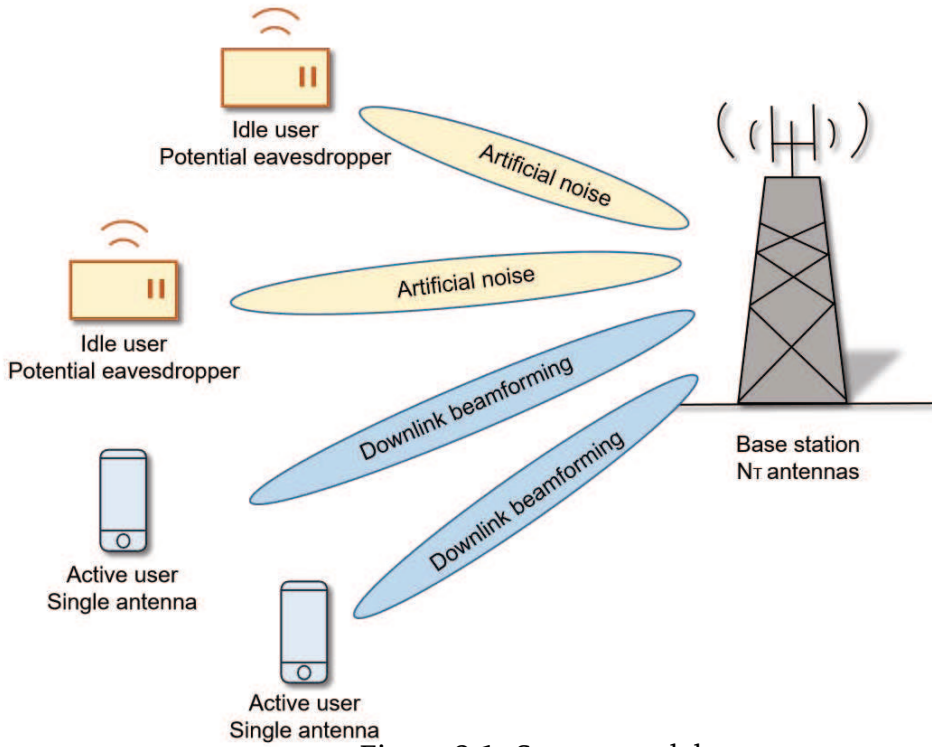 Idle user
Potential eavesdropper
Artificial noise
Artificial noise
Idle user
Potential eavesdropper
Downlink beamforming
Base station
NT antennas
Downlink beamforming
Active user
Single antenna
Active user
Single antenna